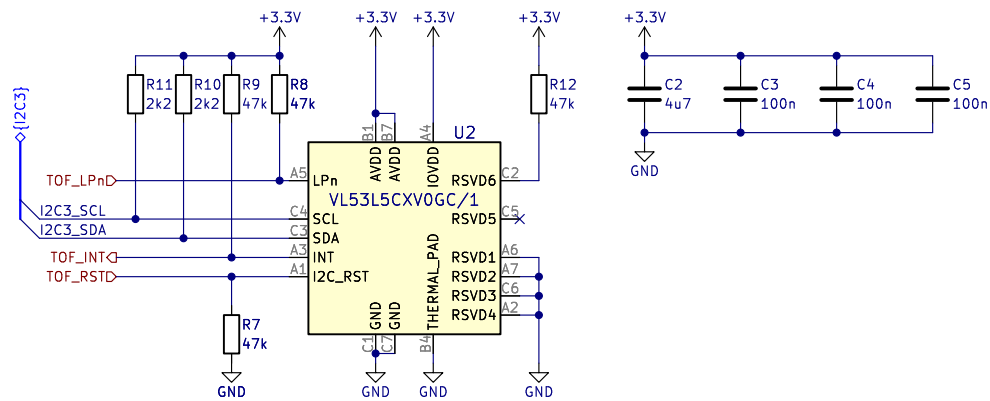 +3.3V
+3.3V
+3.3V
+3.3V
+3.3V
R11
2k2
R10
2k2
R9
47k
R8
47k
R12
47k
C2
4u7
C3
100n
C4
100n
C5
100n
GND
{I2C3}
B1
B7
A4
U2
AVDD
AVDD
IOVDD
TOF_LPn
A5
LPn
RSVD6
C2
VL53L5CXV0GC/1
I2C3_SCL
C4
SCL
RSVD5
C5
I2C3_SDA
C3
SDA
TOF_INT
A3
INT
RSVD1
A6
TOF_RST
A1
I2C_RST
RSVD2
A7
RSVD3
C6
RSVD4
A2
GND
GND
THERMAL_PAD
C1
C7
B4
R7
47k
GND
GND
GND
GND